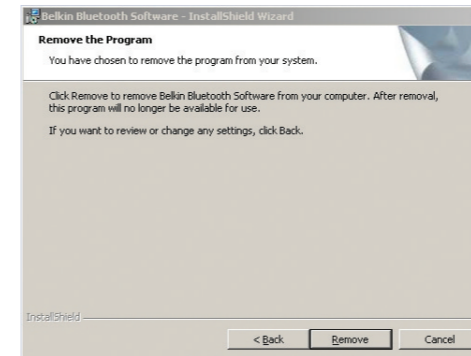 Belkin Bluetooth Software - InstallShield Wizard
Remove the Program
You have chosen to remove the program from your system.
Click Remove to remove Belkin Bluetooth Software from your computer. After removal,
this program will no longer be available for use.
If you want to review or change any settings, click Back.
InstallShield
< Back Remove Cancel